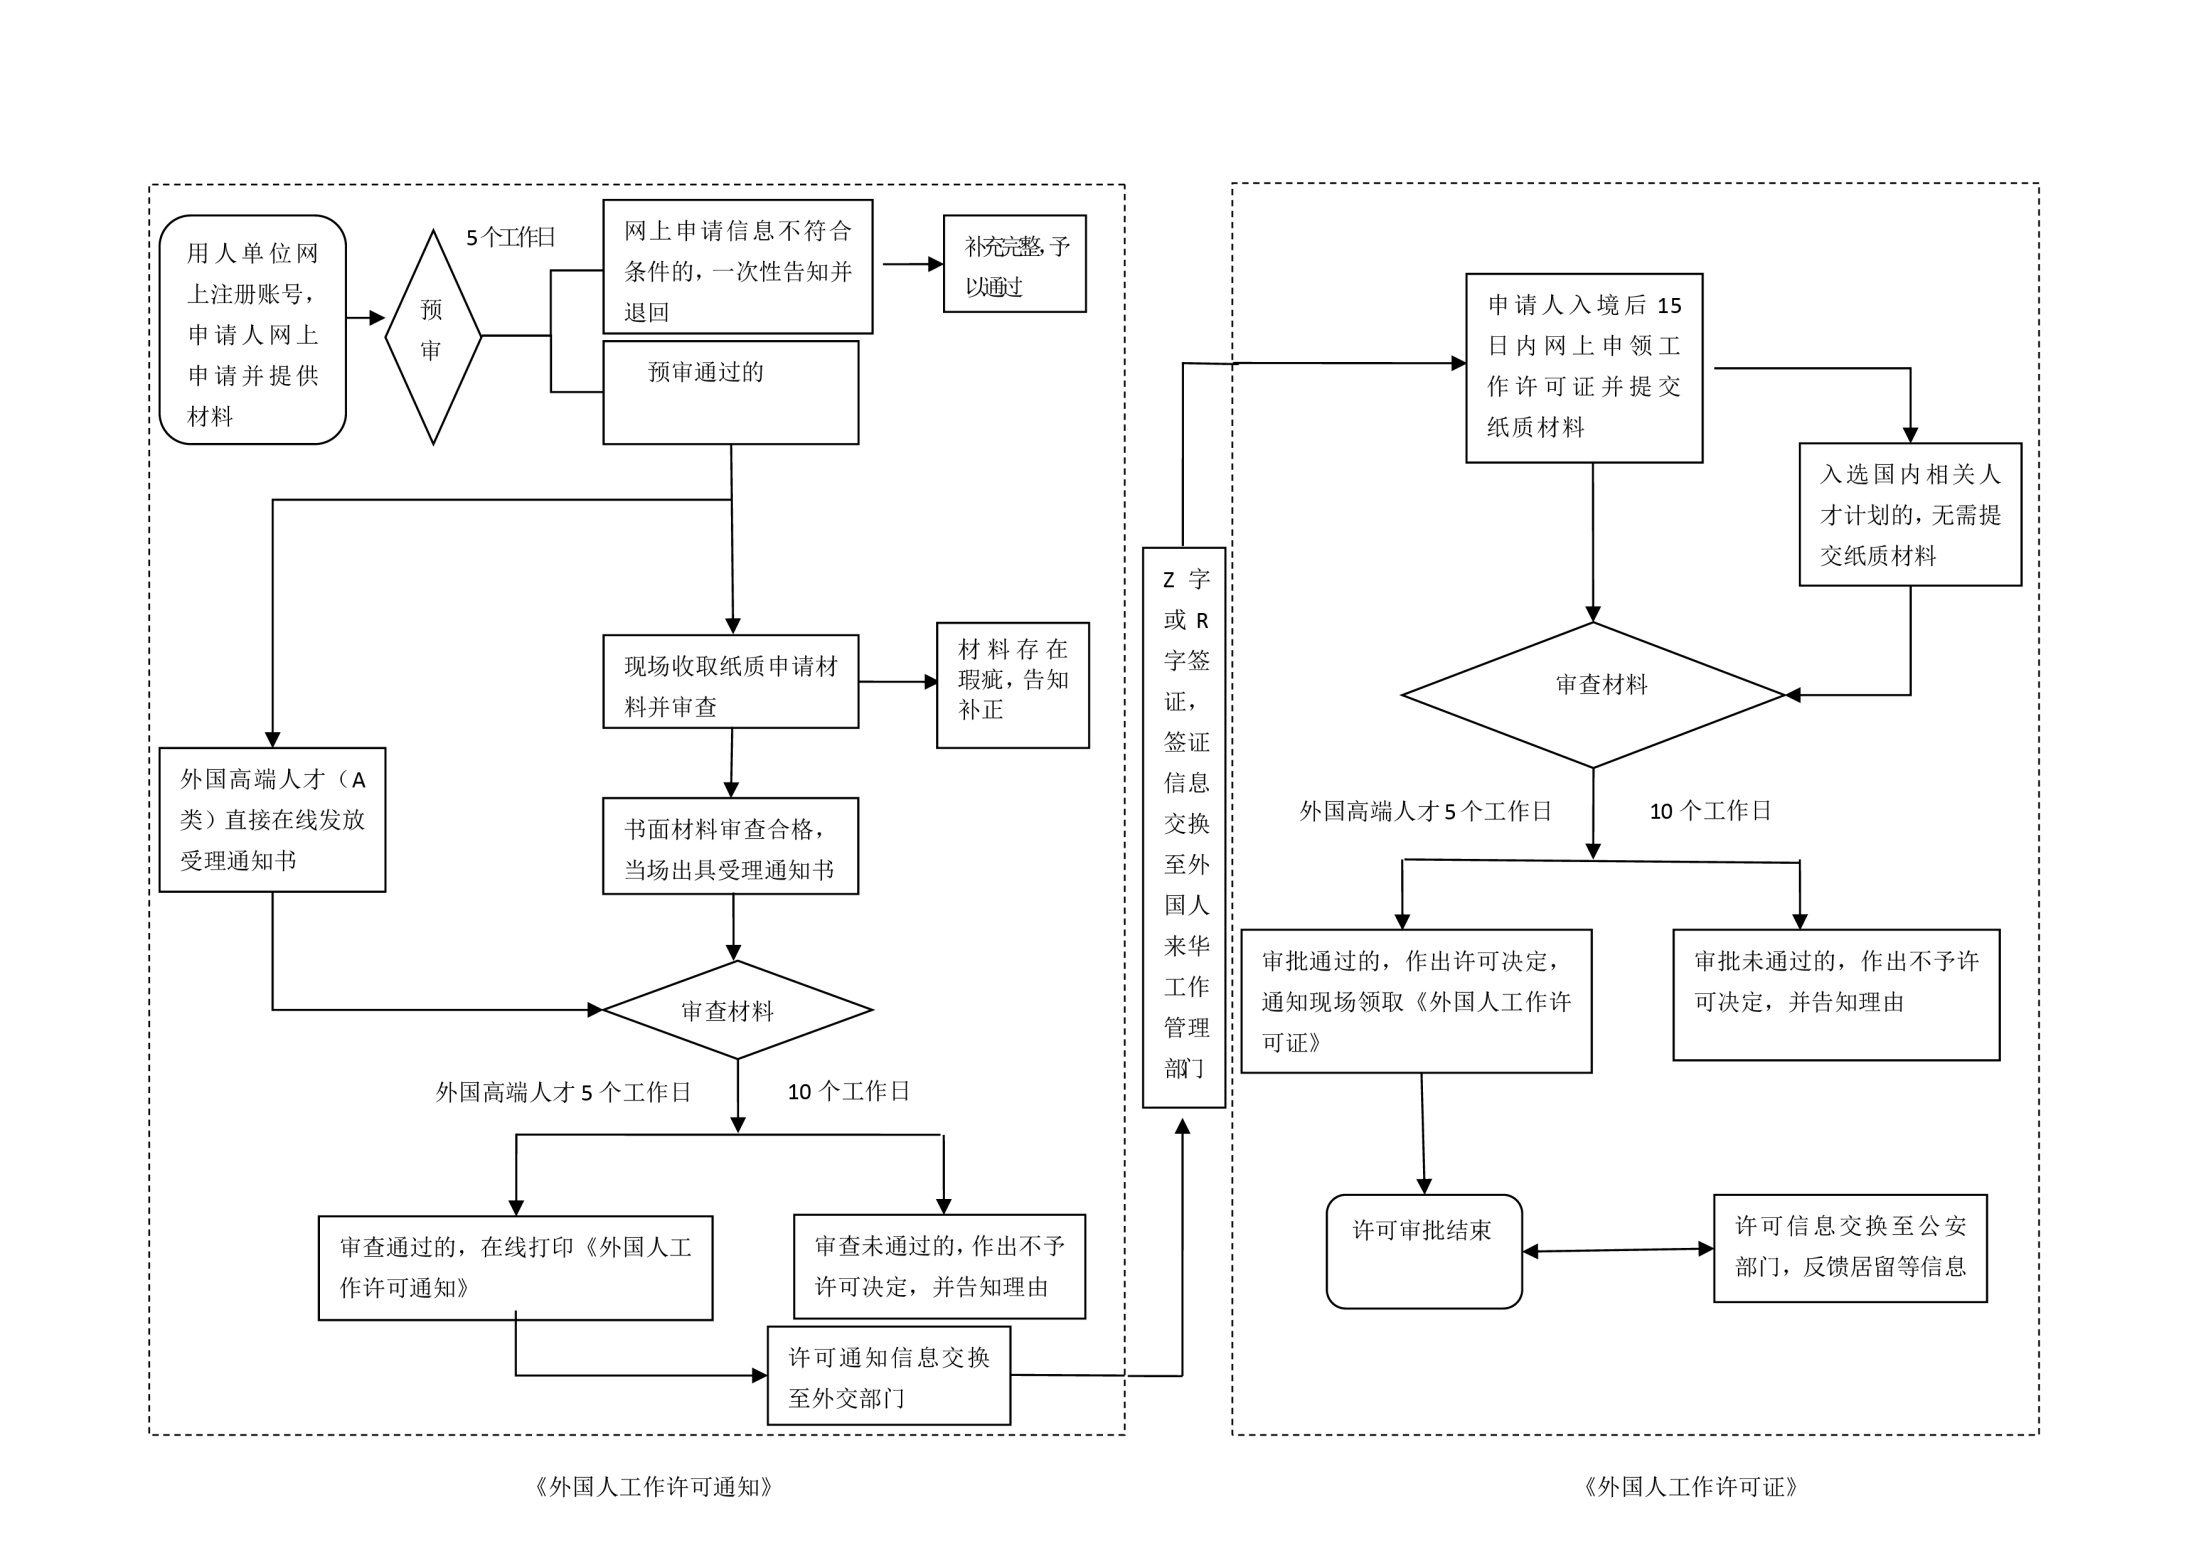 用人单位网
上注册账号，
申请人网上
申请并提供
材料
预
审
5个工作日
网上申请信息不符合
条件的，一次性告知并
退回
补充完整，予
以通过
预审通过的
现场收取纸质申请材
料并审查
材料存在
瑕疵，告知
补正
外国高端人才（A
类）直接在线发放
受理通知书
书面材料审查合格，
当场出具受理通知书
审查材料
外国高端人才 5 个工作日
10 个工作日
审查通过的，在线打印《外国人工
作许可通知》
审查未通过的，作出不予
许可决定，并告知理由
许可通知信息交换
至外交部门
《外国人工作许可通知》
Z 字
或 R
字签
证，
签证
信息
交换
至外
国人
来华
工作
管理
部门
申请人入境后 15
日内网上申领工
作许可证并提交
纸质材料
入选国内相关人
才计划的，无需提
交纸质材料
审查材料
外国高端人才 5 个工作日
10 个工作日
审批通过的，作出许可决定，
通知现场领取《外国人工作许
可证》
审批未通过的，作出不予许
可决定，并告知理由
许可审批结束
许可信息交换至公安
部门，反馈居留等信息
《外国人工作许可证》